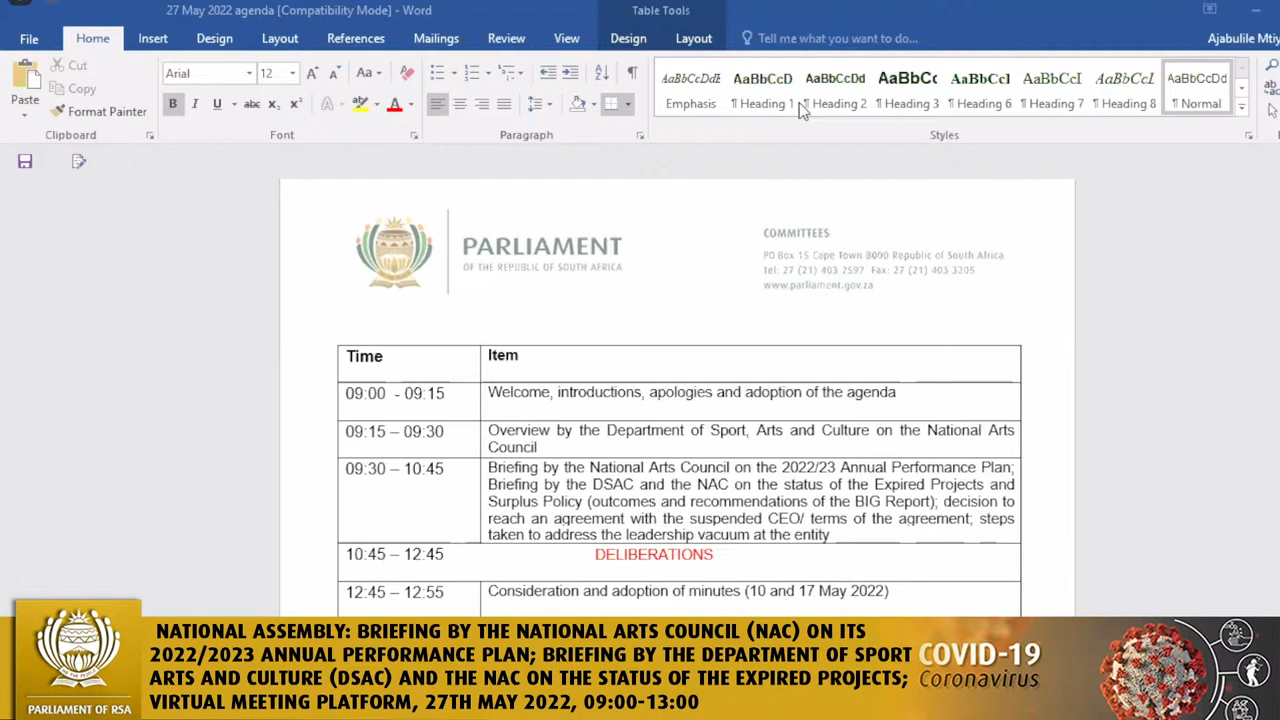 27 May 2022 agenda [Compatibility Mode] - Word
Table Tools
File
Home
Insert
Design
Layout
References
Mailings
Review
View
Design
Layout
Tell me what you want to do...
Ajabulile Mtiy
Paste
Cut
Copy
Format Painter
Clipboard
Arial
12
Font
Paragraph
AaBbCcDdE
Emphasis
AaBbCcD
¶ Heading 1
AaBbCcDd
¶ Heading 2
AaBbCc
¶ Heading 3
AaBbCcI
¶ Heading 6
AaBbCcI
¶ Heading 7
AaBbCcL
¶ Heading 8
AaBbCcDd
¶ Normal
Styles
PARLIAMENT
OF THE REPUBLIC OF SOUTH AFRICA
COMMITTEES
PO Box 15 Cape Town 8000 Republic of South Africa
Tel: 27 (21) 403 2597 Fax: 27 (21) 403 3205
www.parliament.gov.za
Time
Item
09:00 - 09:15
Welcome, introductions, apologies and adoption of the agenda
09:15 – 09:30
Overview by the Department of Sport, Arts and Culture on the National Arts
Council
09:30 – 10:45
Briefing by the National Arts Council on the 2022/23 Annual Performance Plan;
Briefing by the DSAC and the NAC on the status of the Expired Projects and
Surplus Policy (outcomes and recommendations of the BIG Report); decision to
reach an agreement with the suspended CEO/ terms of the agreement; steps
taken to address the leadership vacuum at the entity
10:45 – 12:45
DELIBERATIONS
12:45 – 12:55
Consideration and adoption of minutes (10 and 17 May 2022)
NATIONAL ASSEMBLY: BRIEFING BY THE NATIONAL ARTS COUNCIL (NAC) ON ITS
2022/2023 ANNUAL PERFORMANCE PLAN; BRIEFING BY THE DEPARTMENT OF SPORT
ARTS AND CULTURE (DSAC) AND THE NAC ON THE STATUS OF THE EXPIRED PROJECTS;
VIRTUAL MEETING PLATFORM, 27TH MAY 2022, 09:00-13:00
PARLIAMENT OF RSA
COVID-19
Coronavirus